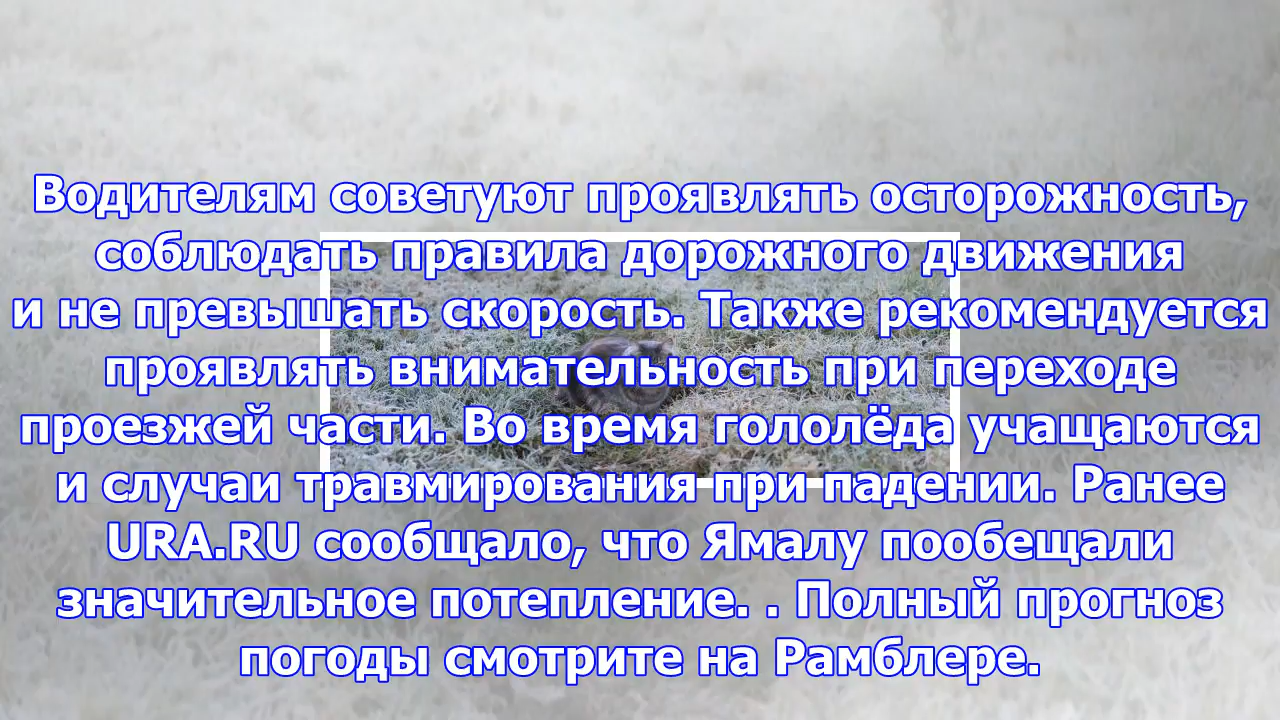 Водителям советуют проявлять осторожность,
соблюдать правила дорожного движения
и не превышать скорость. Также рекомендуется
проявлять внимательность при переходе
проезжей части. Во время гололёда учащаются
и случаи травмирования при падении. Ранее
URA.RU сообщало, что Ямалу пообещали
значительное потепление. . Полный прогноз
погоды смотрите на Рамблере.